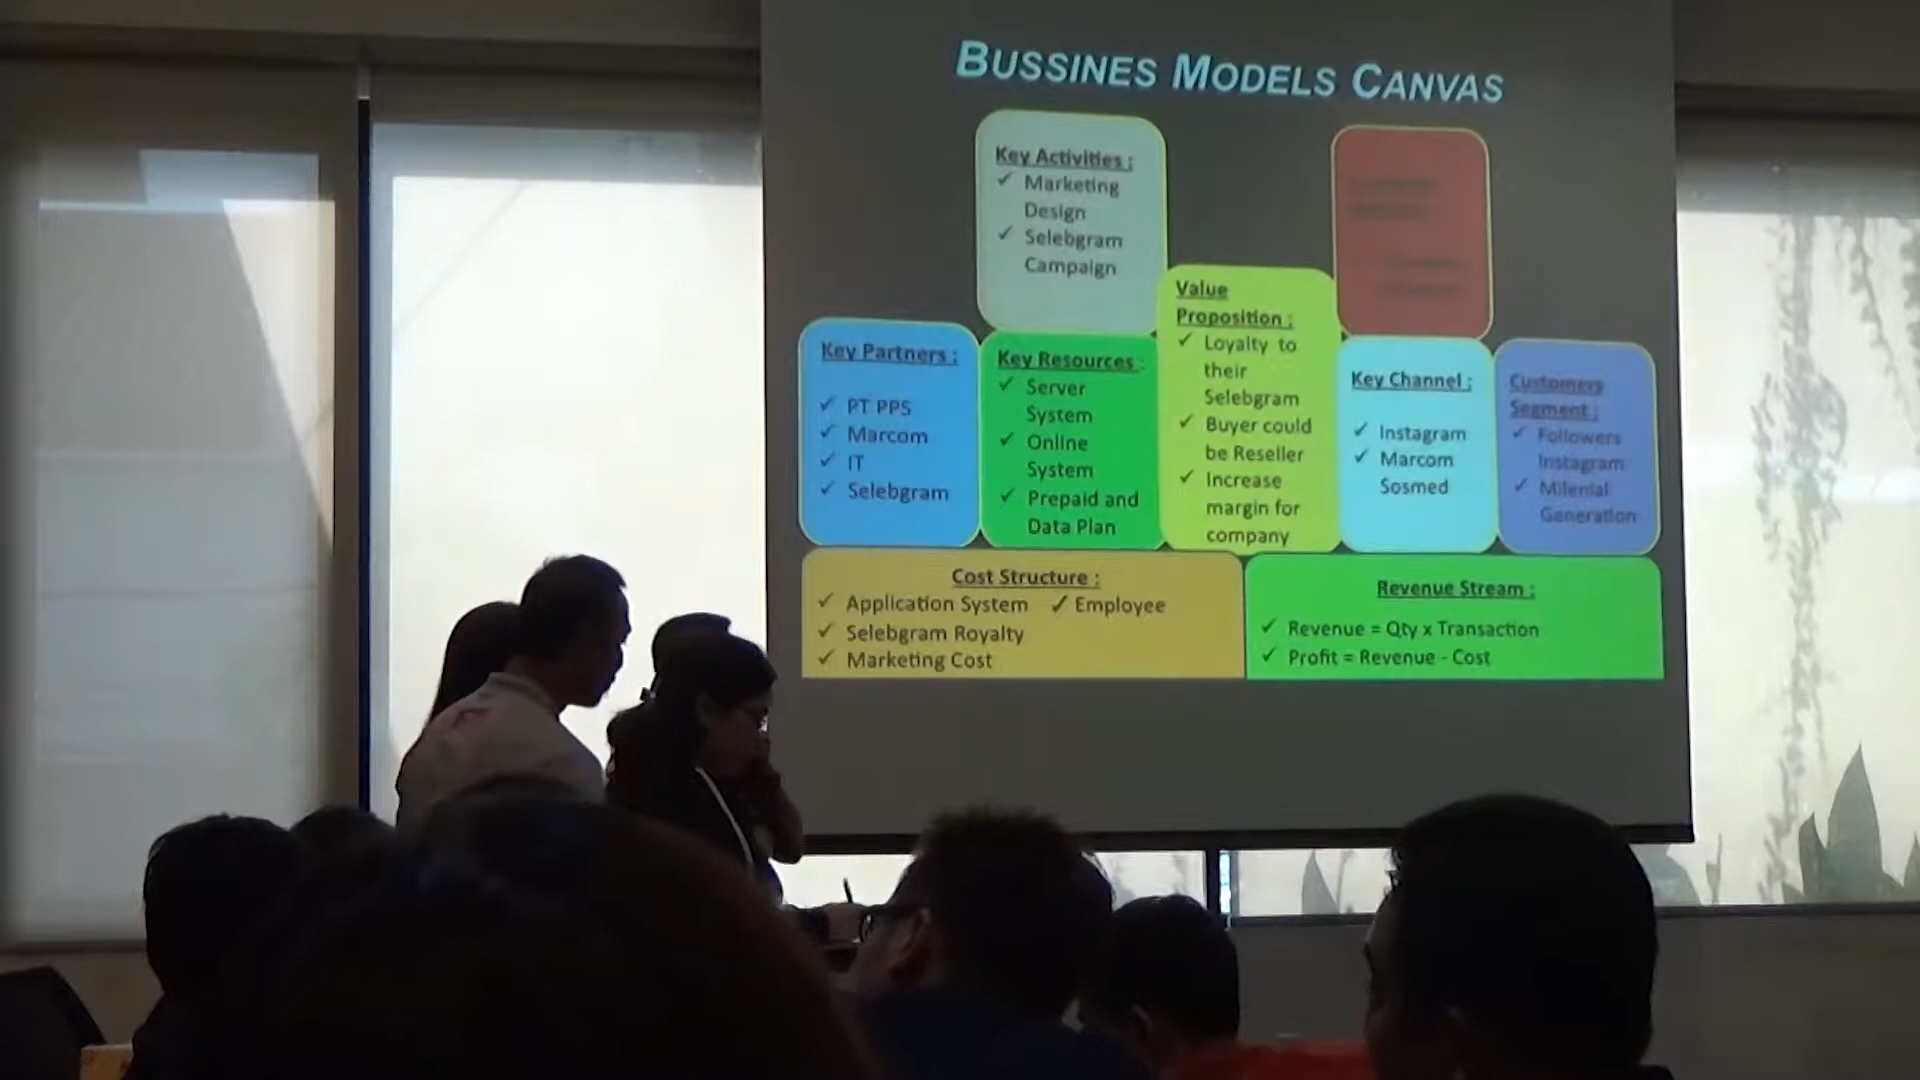 BUSSINES MODELS CANVAS
Key Activities :
✓ Marketing
Design
✓ Selebgram
Campaign
Key Partners :
✓ PT PPS
✓ Marcom
✓ IT
✓ Selebgram
Key Resources :
✓ Server
System
✓ Online
System
✓ Prepaid and
Data Plan
Value
Proposition :
✓ Loyalty to
their
Selebgram
✓ Buyer could
be Reseller
✓ Increase
margin for
company
Key Channel :
✓ Instagram
✓ Marcom
Sosmed
Customers
Segment :
✓ Followers
Instagram
✓ Milenial
Generation
Cost Structure :
✓ Application System ✓ Employee
✓ Selebgram Royalty
✓ Marketing Cost
Revenue Stream :
✓ Revenue = Qty x Transaction
✓ Profit = Revenue - Cost